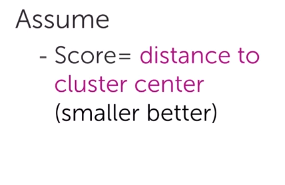 Assume
- Score= distance to
cluster center
(smaller better)